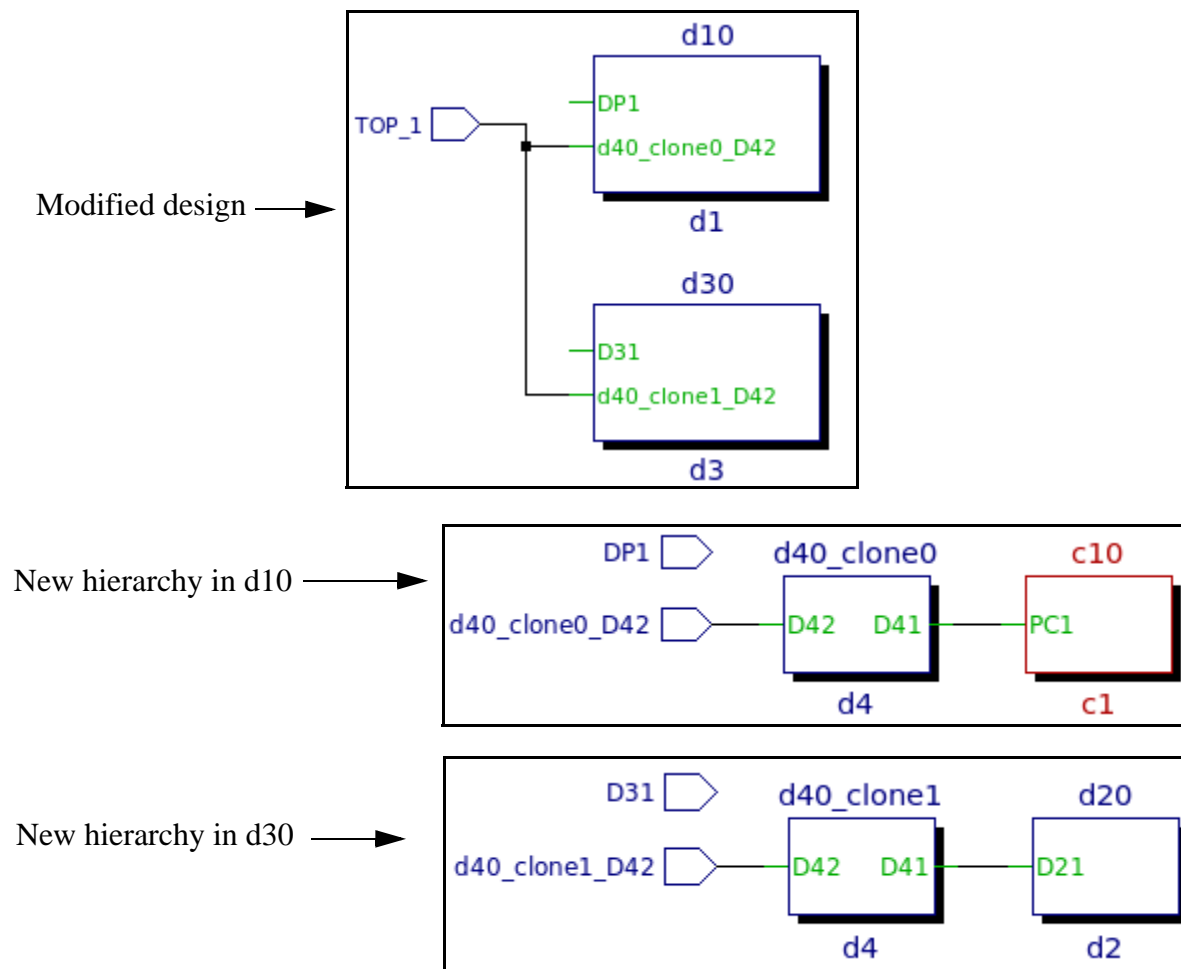 d10
DP1
TOP_1
d40_clone0_D42
Modified design
d1
d30
D31
d40_clone1_D42
d3
DP1 d40_clone0 c10
New hierarchy in d10
d40_clone0_D42 D42 D41 PC1
d4 c1
D31 d40_clone1 d20
New hierarchy in d30
d40_clone1_D42 D42 D41 D21
d4 d2